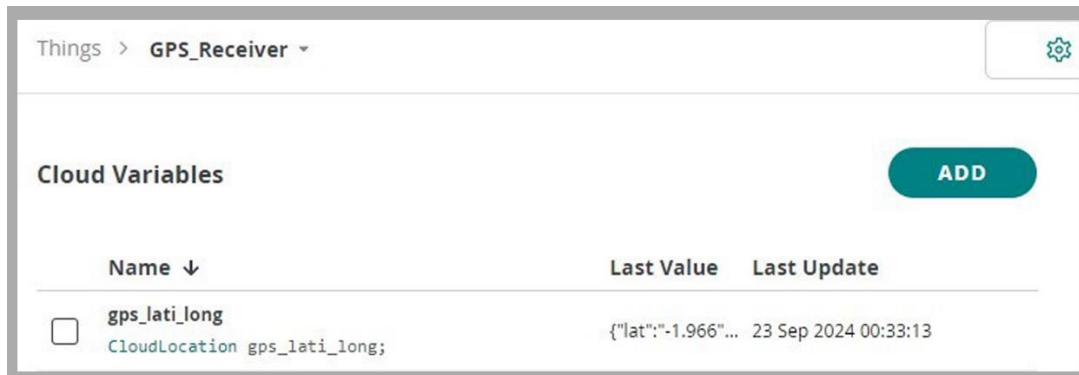 Things > GPS_Receiver
Cloud Variables
ADD
Name ↓ Last Value Last Update
gps_lati_long
CloudLocation gps_lati_long;
{"lat":"-1.966"... 23 Sep 2024 00:33:13